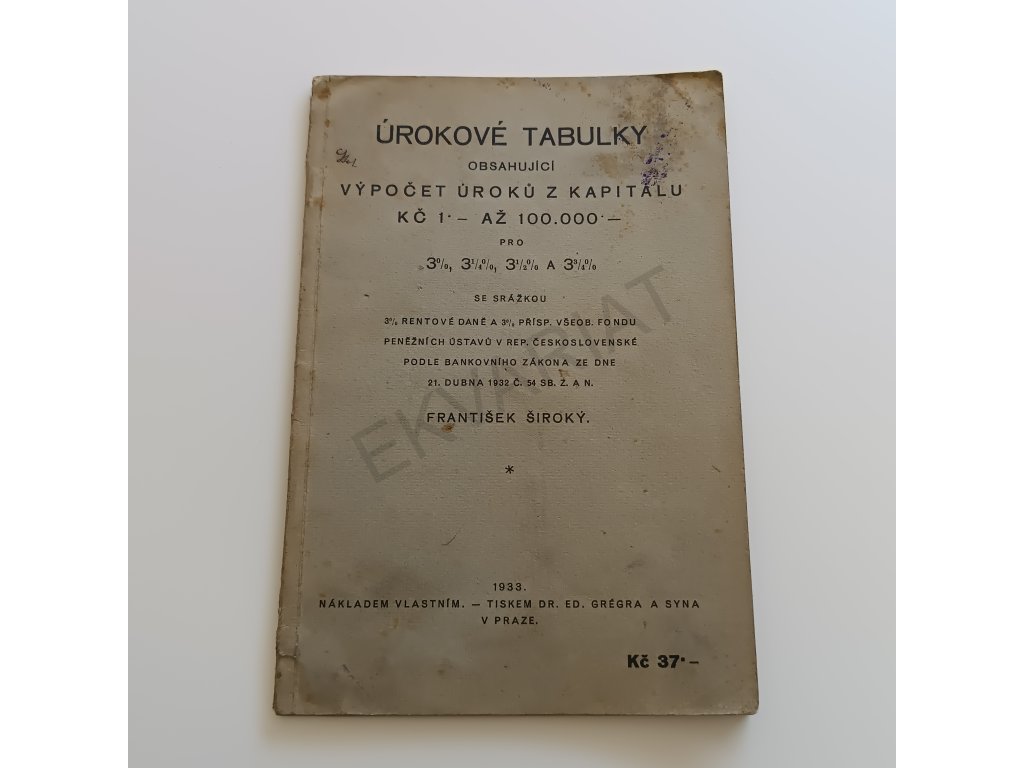 ÚROKOVÉ TABULKY
OBSAHUJÍCÍ
VÝPOČET ÚROKŮ Z KAPITÁLU
KČ 1·— AŽ 100.000·—
PRO
3%, 3¼%, 3½% A 3¾%
SE SRÁŽKOU
3% RENTOVÉ DANĚ A 3% PŘÍSP. VŠEOB. FONDU
PENĚŽNÍCH ÚSTAVŮ V REP. ČESKOSLOVENSKÉ
PODLE BANKOVNÍHO ZÁKONA ZE DNE
21. DUBNA 1932 Č. 54 SB. Z. A N.
FRANTIŠEK ŠIROKÝ.
*
EKVARIAT
1933.
NÁKLADEM VLASTNÍM. — TISKEM DR. ED. GRÉGRA A SYNA
V PRAZE.
Kč 37·—